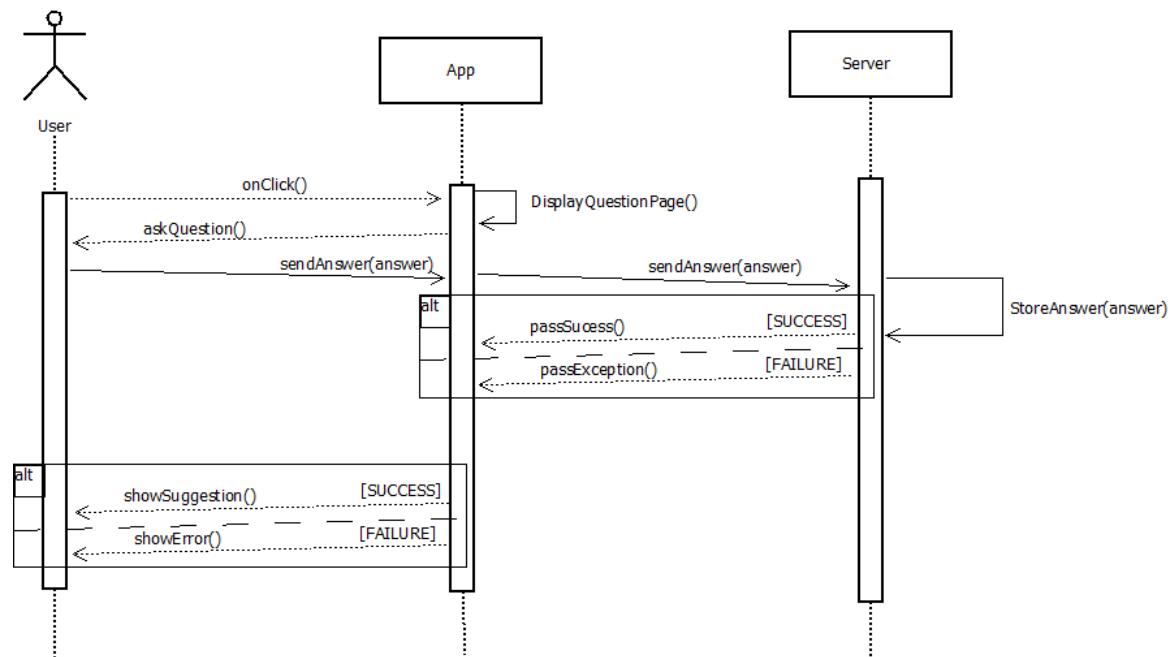 App
Server
User
onClick()
DisplayQuestionPage()
askQuestion()
sendAnswer(answer)
sendAnswer(answer)
StoreAnswer(answer)
alt
passSucess()
[SUCCESS]
passException()
[FAILURE]
alt
showSuggestion()
[SUCCESS]
showError()
[FAILURE]